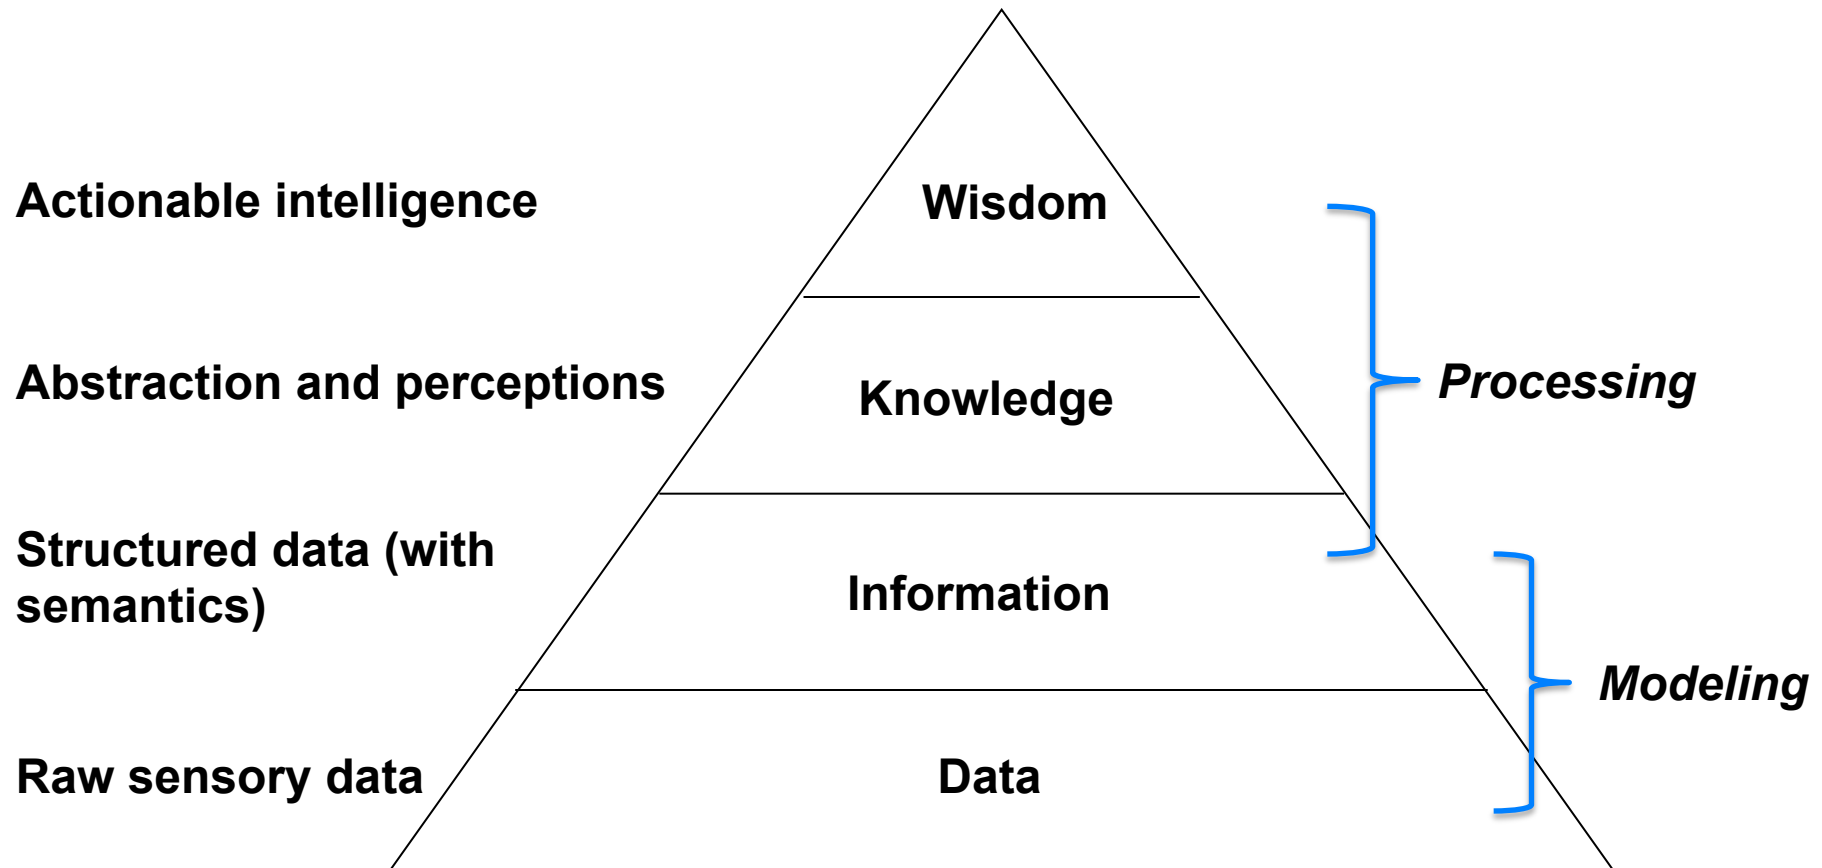 Actionable intelligence
Wisdom
Abstraction and perceptions
Knowledge
Processing
Structured data (with
semantics)
Information
Modeling
Raw sensory data
Data